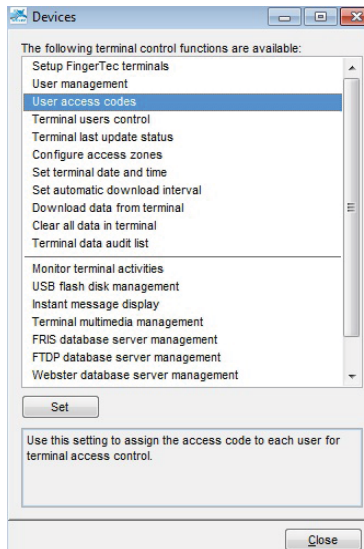 Devices
The following terminal control functions are available:
Setup FingerTec terminals
User management
User access codes
Terminal users control
Terminal last update status
Configure access zones
Set terminal date and time
Set automatic download interval
Download data from terminal
Clear all data in terminal
Terminal data audit list
Monitor terminal activities
USB flash disk management
Instant message display
Terminal multimedia management
FRIS database server management
FTDP database server management
Webster database server management
Set
Use this setting to assign the access code to each user for
terminal access control.
Close